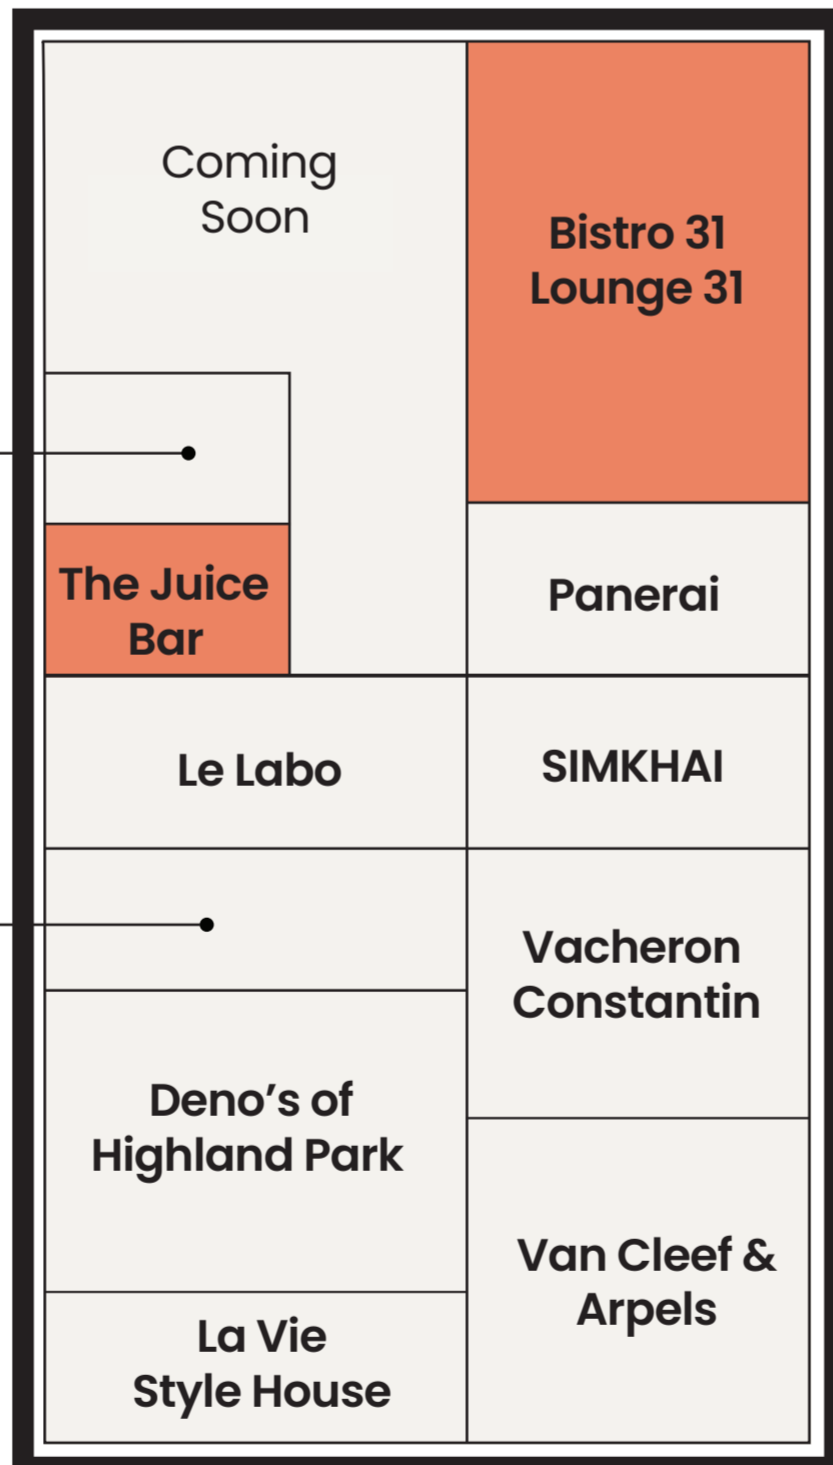 Coming
Soon
Bistro 31
Lounge 31
The Juice
Bar
Panerai
Le Labo
SIMKHAI
Vacheron
Constantin
Deno’s of
Highland Park
Van Cleef &
Arpels
La Vie
Style House